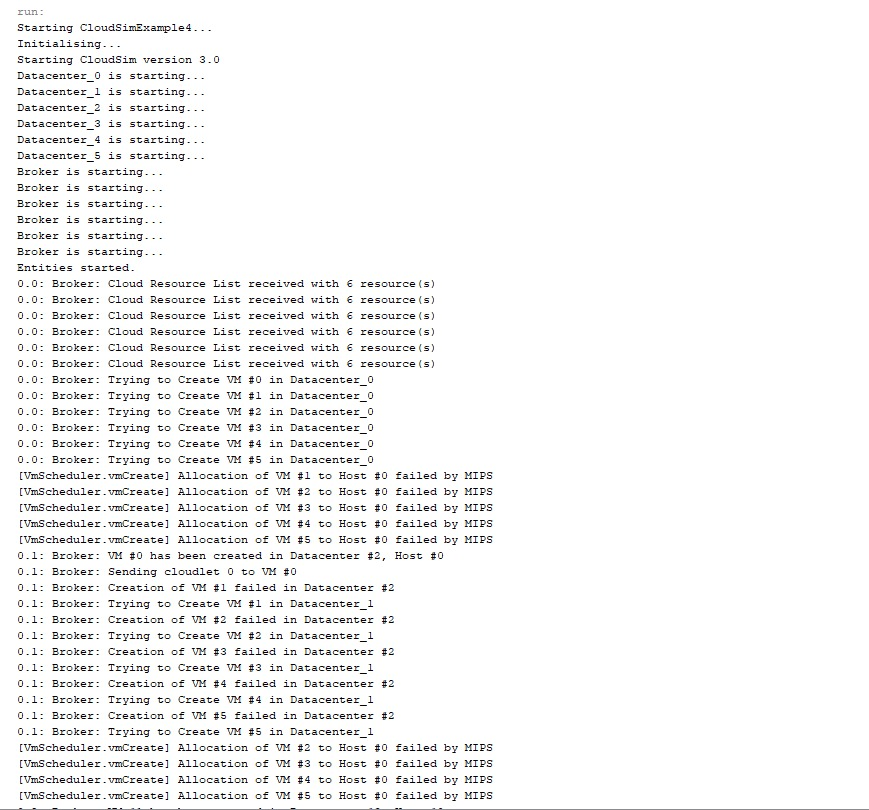 run:
Starting CloudSimExample4...
Initialising...
Starting CloudSim version 3.0
Datacenter_0 is starting...
Datacenter_1 is starting...
Datacenter_2 is starting...
Datacenter_3 is starting...
Datacenter_4 is starting...
Datacenter_5 is starting...
Broker is starting...
Broker is starting...
Broker is starting...
Broker is starting...
Broker is starting...
Broker is starting...
Entities started.
0.0: Broker: Cloud Resource List received with 6 resource(s)
0.0: Broker: Cloud Resource List received with 6 resource(s)
0.0: Broker: Cloud Resource List received with 6 resource(s)
0.0: Broker: Cloud Resource List received with 6 resource(s)
0.0: Broker: Cloud Resource List received with 6 resource(s)
0.0: Broker: Cloud Resource List received with 6 resource(s)
0.0: Broker: Trying to Create VM #0 in Datacenter_0
0.0: Broker: Trying to Create VM #1 in Datacenter_0
0.0: Broker: Trying to Create VM #2 in Datacenter_0
0.0: Broker: Trying to Create VM #3 in Datacenter_0
0.0: Broker: Trying to Create VM #4 in Datacenter_0
0.0: Broker: Trying to Create VM #5 in Datacenter_0
[VmScheduler.vmCreate] Allocation of VM #1 to Host #0 failed by MIPS
[VmScheduler.vmCreate] Allocation of VM #2 to Host #0 failed by MIPS
[VmScheduler.vmCreate] Allocation of VM #3 to Host #0 failed by MIPS
[VmScheduler.vmCreate] Allocation of VM #4 to Host #0 failed by MIPS
[VmScheduler.vmCreate] Allocation of VM #5 to Host #0 failed by MIPS
0.1: Broker: VM #0 has been created in Datacenter #2, Host #0
0.1: Broker: Sending cloudlet 0 to VM #0
0.1: Broker: Creation of VM #1 failed in Datacenter #2
0.1: Broker: Trying to Create VM #1 in Datacenter_1
0.1: Broker: Creation of VM #2 failed in Datacenter #2
0.1: Broker: Trying to Create VM #2 in Datacenter_1
0.1: Broker: Creation of VM #3 failed in Datacenter #2
0.1: Broker: Trying to Create VM #3 in Datacenter_1
0.1: Broker: Creation of VM #4 failed in Datacenter #2
0.1: Broker: Trying to Create VM #4 in Datacenter_1
0.1: Broker: Creation of VM #5 failed in Datacenter #2
0.1: Broker: Trying to Create VM #5 in Datacenter_1
[VmScheduler.vmCreate] Allocation of VM #2 to Host #0 failed by MIPS
[VmScheduler.vmCreate] Allocation of VM #3 to Host #0 failed by MIPS
[VmScheduler.vmCreate] Allocation of VM #4 to Host #0 failed by MIPS
[VmScheduler.vmCreate] Allocation of VM #5 to Host #0 failed by MIPS